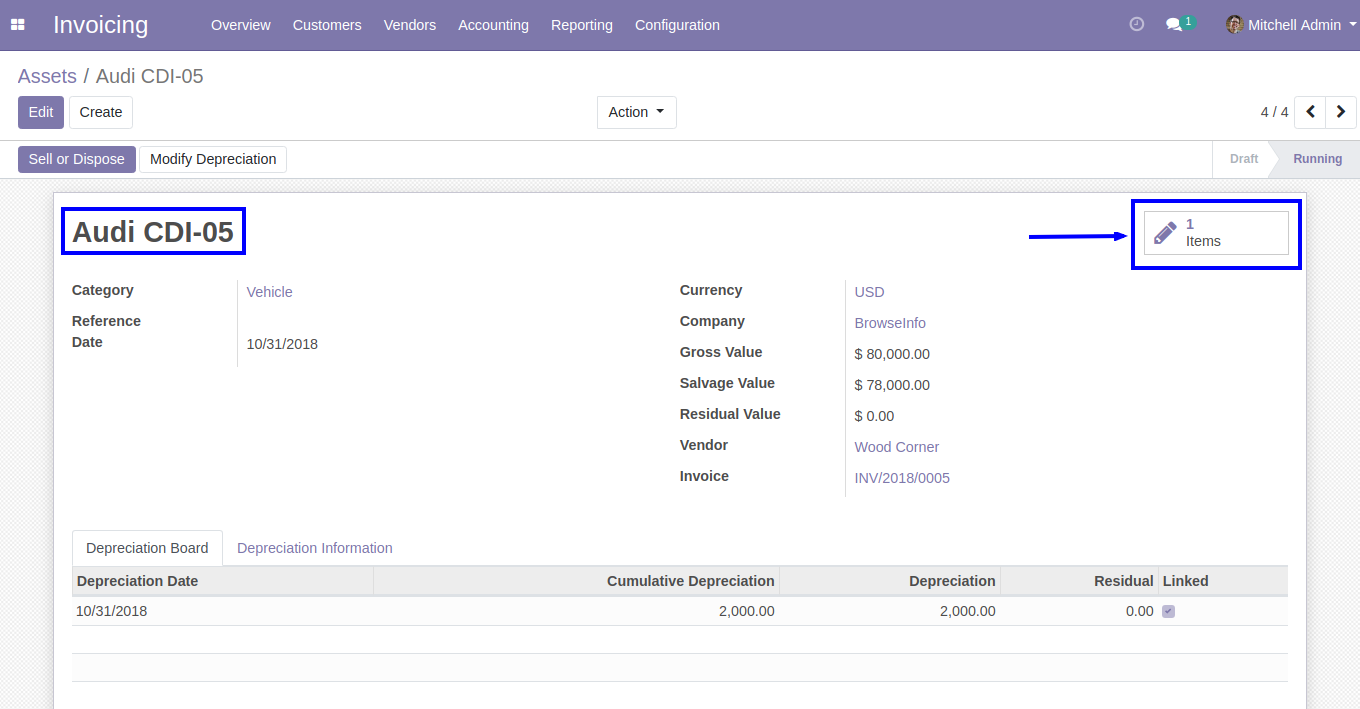 Invoicing Overview Customers Vendors Accounting Reporting Configuration 1 Mitchell Admin
Assets / Audi CDI-05
Edit Create Action 4 / 4
Sell or Dispose Modify Depreciation Draft Running
Audi CDI-05
1
Items
Category Vehicle
Reference
Date 10/31/2018
Currency USD
Company BrowseInfo
Gross Value $ 80,000.00
Salvage Value $ 78,000.00
Residual Value $ 0.00
Vendor Wood Corner
Invoice INV/2018/0005
Depreciation Board Depreciation Information
Depreciation Date Cumulative Depreciation Depreciation Residual Linked
10/31/2018 2,000.00 2,000.00 0.00